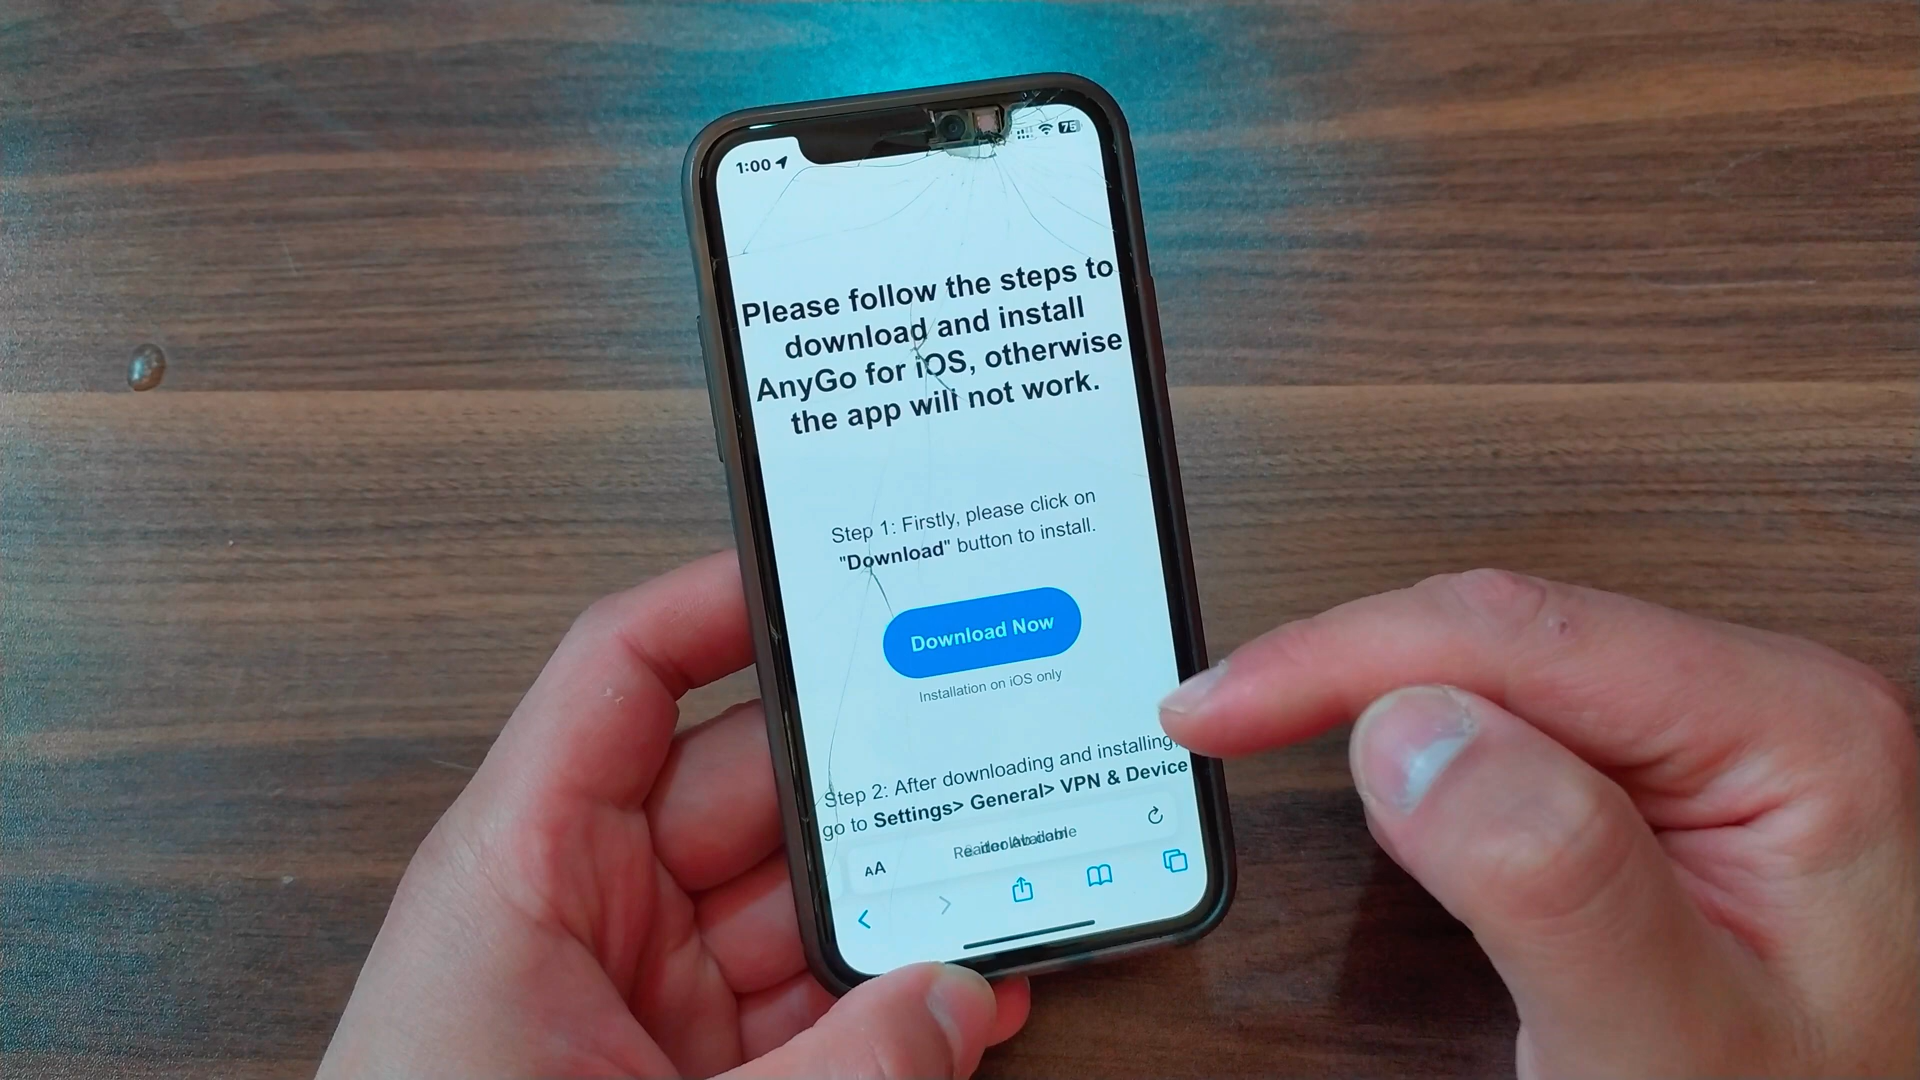 1:00
75
Please follow the steps to
download and install
AnyGo for iOS, otherwise
the app will not work.
Step 1: Firstly, please click on
"Download" button to install.
Download Now
Installation on iOS only
Step 2: After downloading and installing,
go to Settings> General> VPN & Device
AA